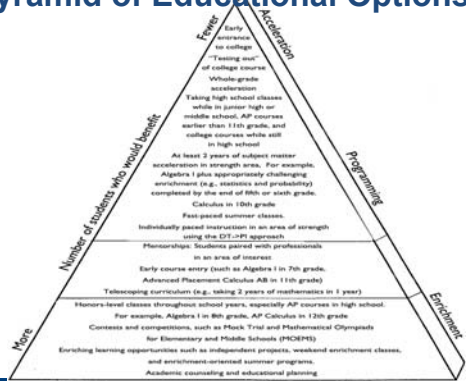 yramid of Educational Options
Fewer
Acceleration
Early
entrance
to college
"Testing out"
of college course
Whole-grade
acceleration
Taking high school classes
while in junior high or
middle school, AP courses
earlier than 11th grade, and
college courses while still
in high school
At least 2 years of subject matter
acceleration in strength area. For example,
Algebra I plus appropriately challenging
enrichment (e.g., statistics and probability)
completed by the end of fifth or sixth grade.
Calculus in 10th grade
Fast-paced summer classes.
Individually paced instruction in an area of strength
using the DT->PI approach
Number of students who would benefit
Programming
Mentorships: Students paired with professionals
in an area of interest
Early course entry (such as Algebra I in 7th grade,
Advanced Placement Calculus AB in 11th grade)
Telescoping curriculum (e.g., taking 2 years of mathematics in 1 year)
Enrichment
Honors-level classes throughout school years, especially AP courses in high school.
For example, Algebra I in 8th grade, AP Calculus in 12th grade
Contests and competitions, such as Mock Trial and Mathematical Olympiads
for Elementary and Middle Schools (MOEMS)
Enriching learning opportunities such as independent projects, weekend enrichment classes,
and enrichment-oriented summer programs.
Academic counseling and educational planning
More